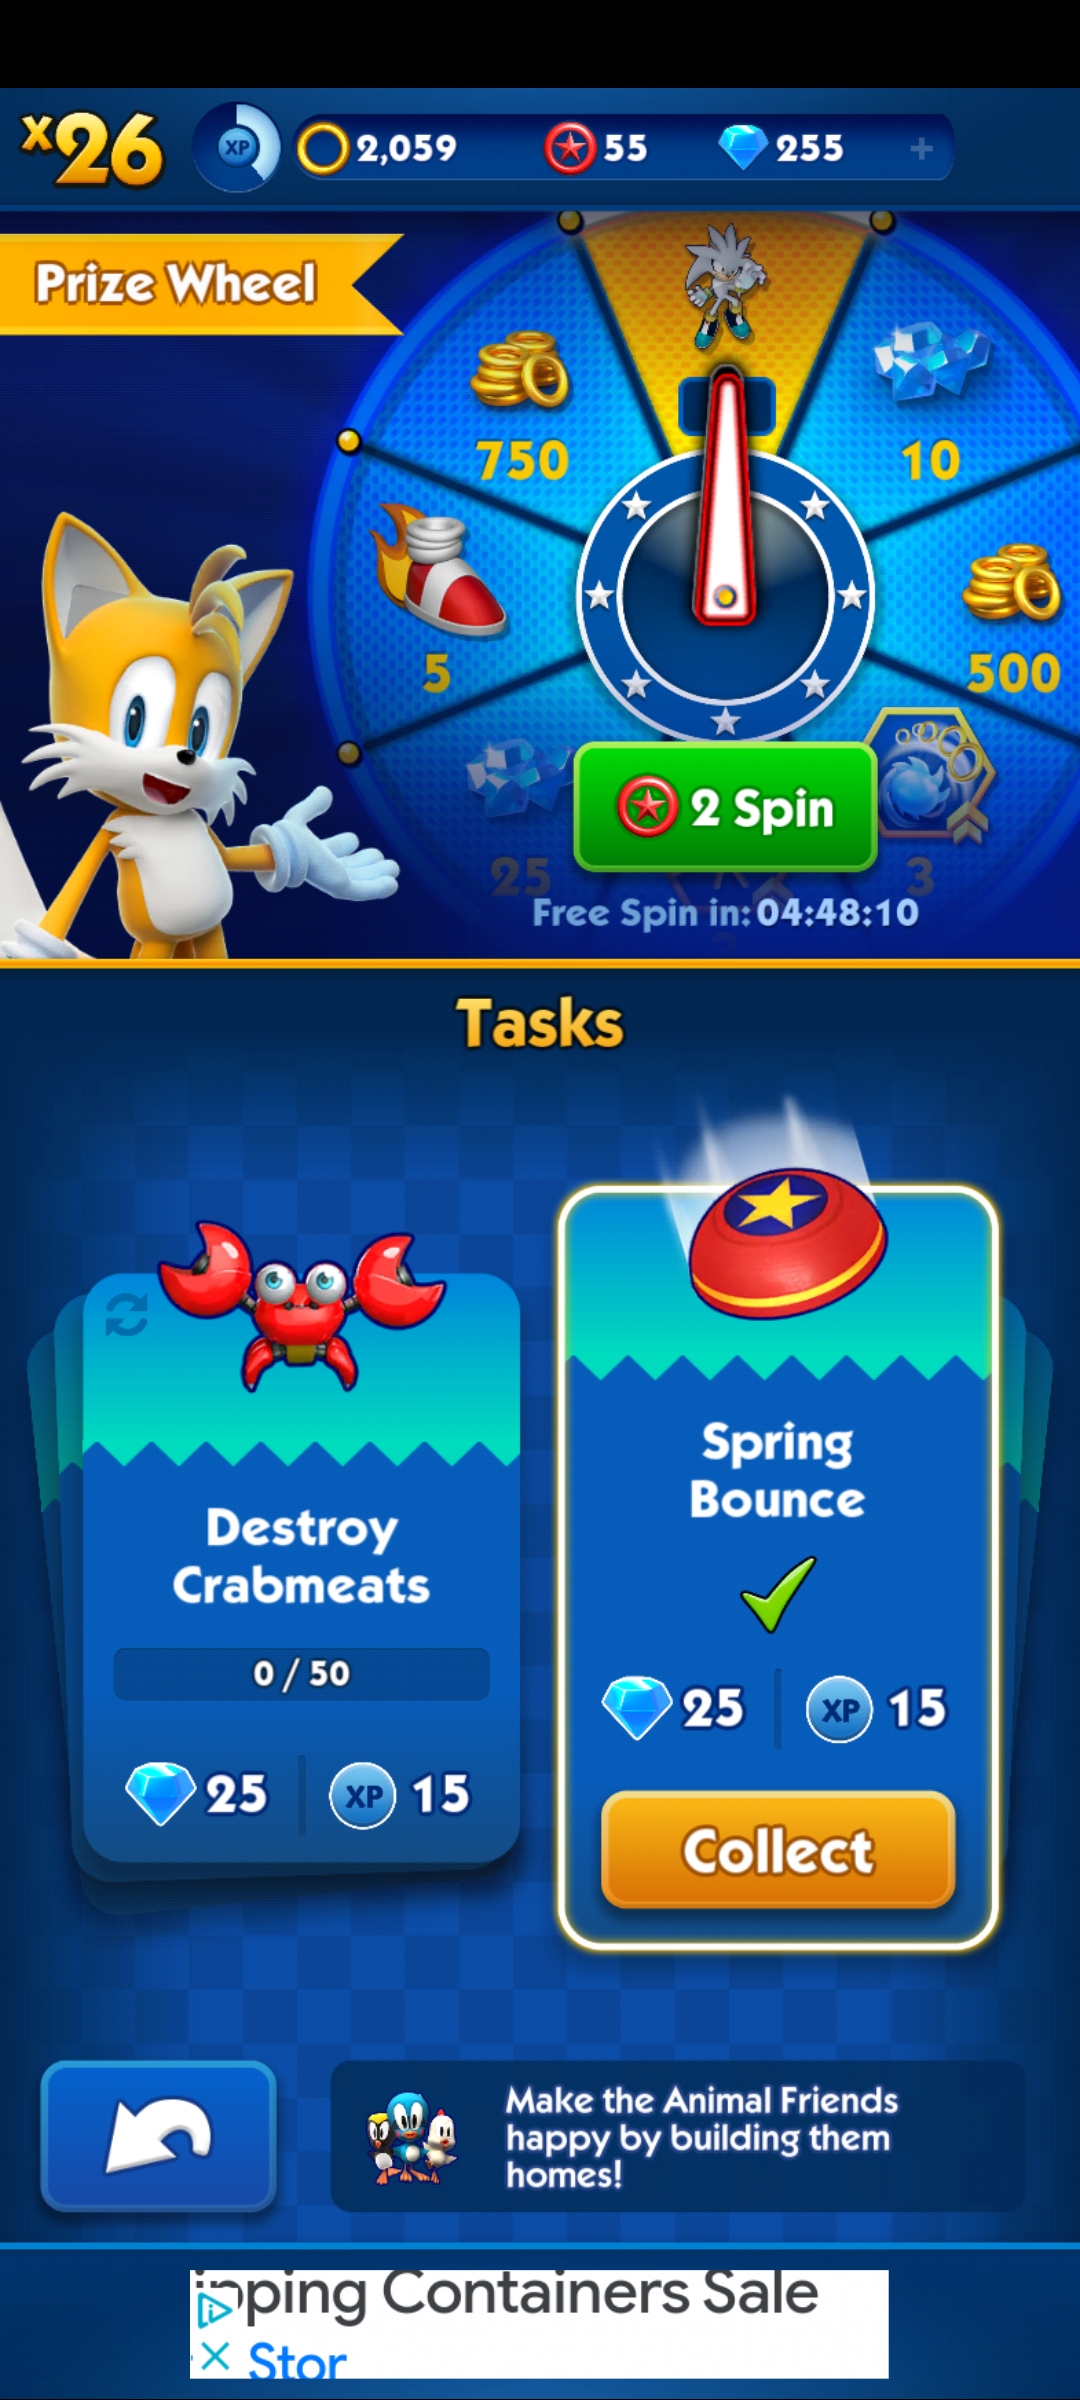 x26 XP 2,059 55 255 +
Prize Wheel
750
10
5
500
2 Spin
25
3
Free Spin in: 04:48:10
Tasks
Destroy
Crabmeats
0 / 50
25 XP 15
Spring
Bounce
25 XP 15
Collect
Make the Animal Friends
happy by building them
homes!
pping Containers Sale
Stor